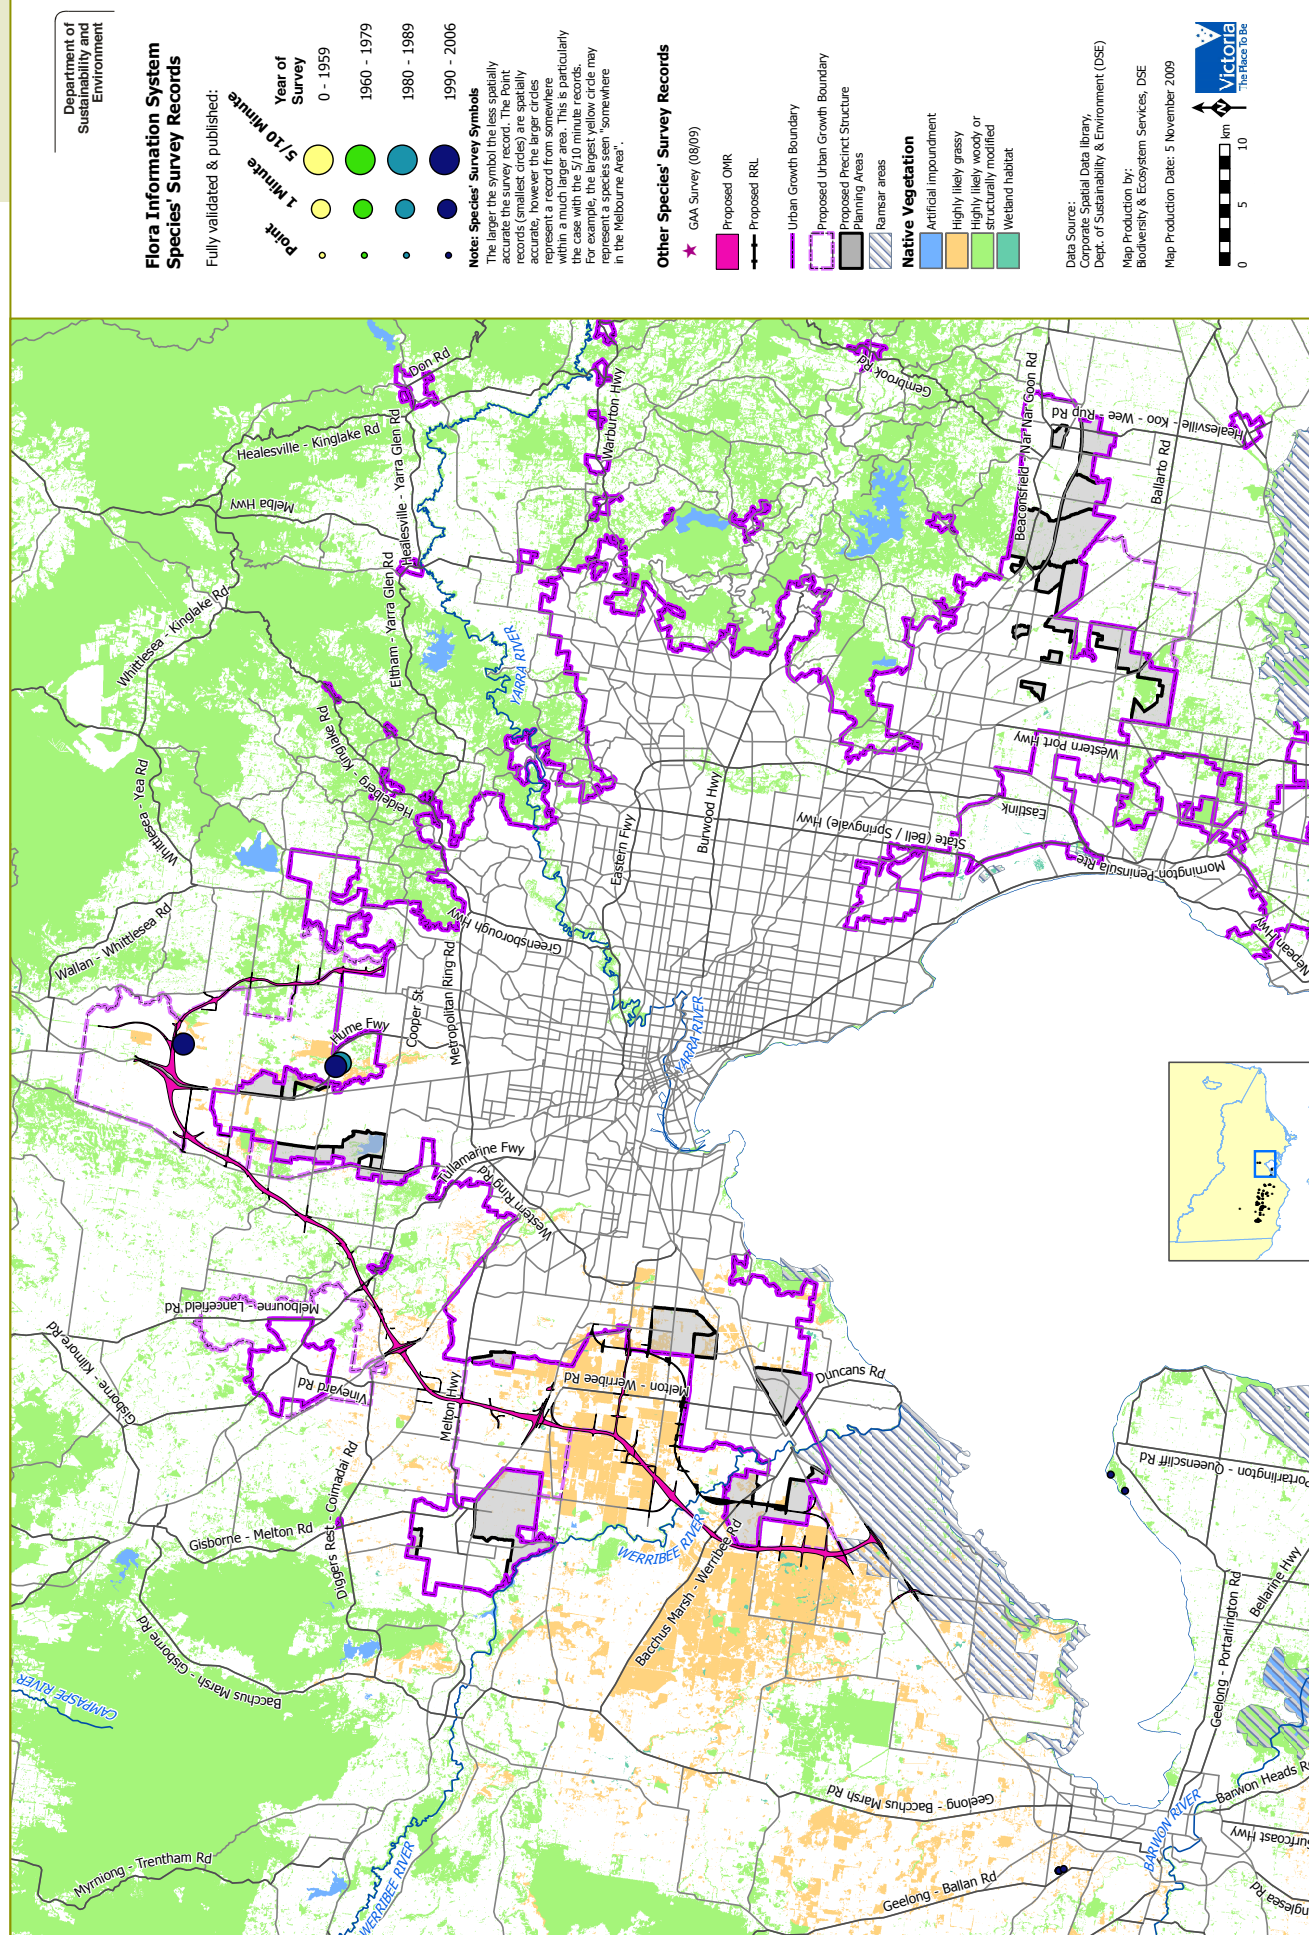 Department of
Sustainability and
Environment
Flora Information System
Species' Survey Records
Fully validated & published:
Point
1 Minute
5/10 Minute
Year of
Survey
0 - 1959
1960 - 1979
1980 - 1989
1990 - 2006
Note: Species' Survey Symbols
The larger the symbol the less spatially
accurate the survey record. The Point
records (smallest circles) are spatially
accurate, however the larger circles
represent a record from somewhere
within a much larger area. This is particularly
the case with the 5/10 minute records.
For example, the largest yellow circle may
represent a species seen "somewhere
in the Melbourne Area".
Other Species' Survey Records
GAA Survey (08/09)
Proposed OMR
Proposed RRL
Urban Growth Boundary
Proposed Urban Growth Boundary
Proposed Precinct Structure
Planning Areas
Ramsar areas
Native Vegetation
Artificial impoundment
Highly likely grassy
Highly likely woody or
structurally modified
Wetland habitat
Data Source:
Corporate Spatial Data library,
Dept. of Sustainability & Environment (DSE)
Map Production by:
Biodiversity & Ecosystem Services, DSE
Map Production Date: 5 November 2009
0
5
10
km
N
Victoria
The Place To Be
Don Rd
Healesville - Kinglake Rd
Healesville - Yarra Glen Rd
Melba Hwy
Warburton Hwy
Gembrook Rd
Beaconsfield - Nar Nar Goon Rd
Healesville - Koo - Wee - Rup Rd
Ballarto Rd
Whittlesea - Kinglake Rd
Eltham - Yarra Glen Rd
YARRA RIVER
Heidelberg - Kinglake Rd
Whittlesea - Yea Rd
Western Port Hwy
Eastlink
Burwood Hwy
Eastern Fwy
State (Bell / Springvale) Hwy
Mornington-Peninsula Rte
Nepean Hwy
Wallan - Whittlesea Rd
Greensborough Hwy
Metropolitan Ring Rd
Cooper St
Hume Fwy
YARRA RIVER
Tullamarine Fwy
Western Ring Rd
Melbourne - Lancefield Rd
Gisborne - Kilmore Rd
Vineyard Rd
Melton Hwy
Melton - Werribee Rd
Duncans Rd
Diggers Rest - Coimadai Rd
Gisborne - Melton Rd
WERRIBEE RIVER
Bacchus Marsh - Werribee Rd
Bacchus Marsh - Gisborne Rd
CAMPASPE RIVER
Portarlington - Queenscliff Rd
Geelong - Portarlington Rd
Bellarine Hwy
Geelong - Bacchus Marsh Rd
Barwon Heads R
BARWON RIVER
urfcoast Hwy
Myrniong - Trentham Rd
WERRIBEE RIVER
Geelong - Ballan Rd
nglesea Rd